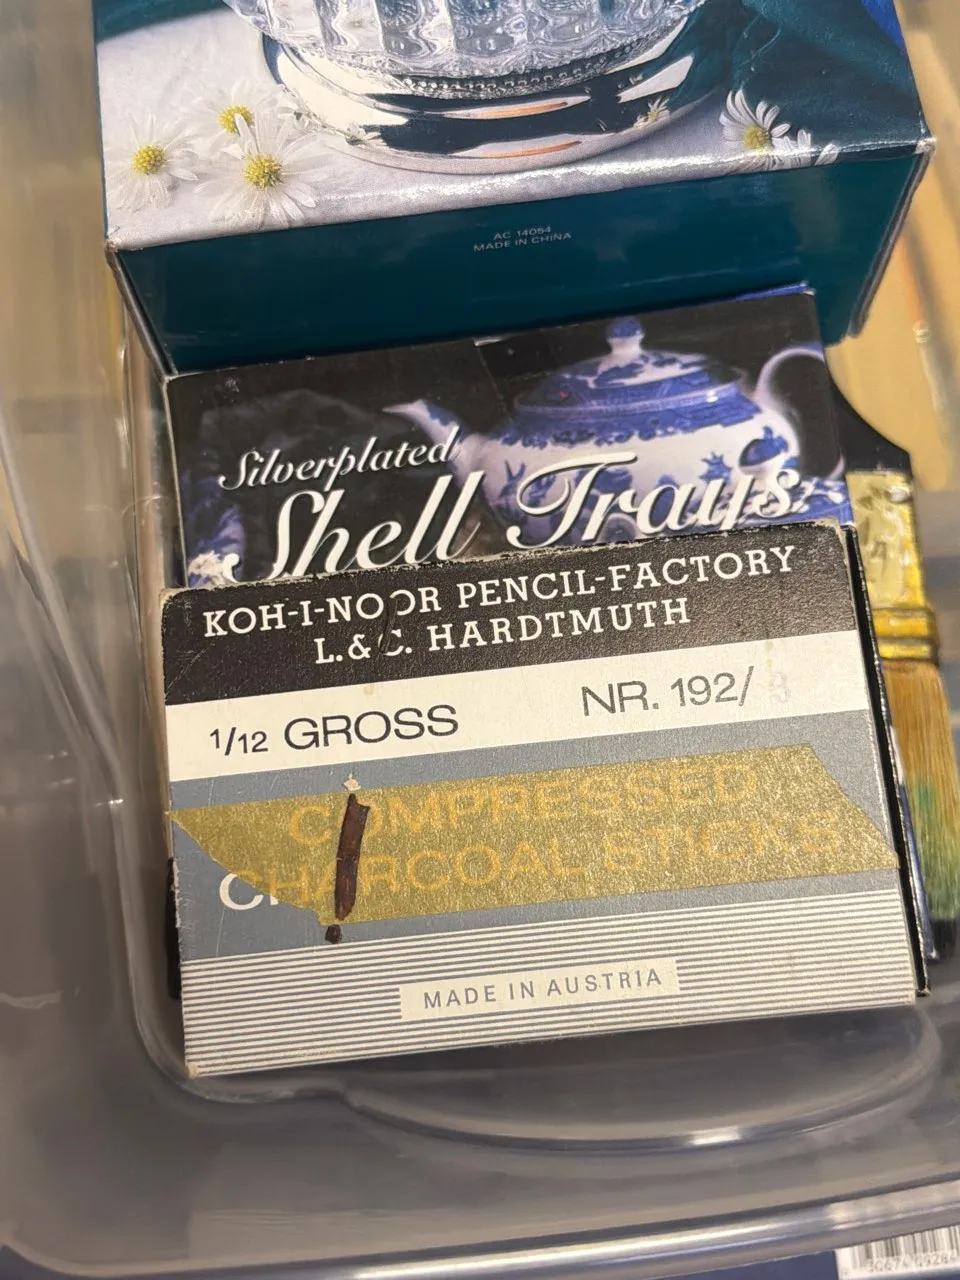 AC 14054
MADE IN CHINA
Silverplated
Shell Trays
KOH-I-NOOR PENCIL-FACTORY
L.&C. HARDTMUTH
1/12 GROSS
NR. 192/
COMPRESSED
CHARCOAL STICKS
MADE IN AUSTRIA